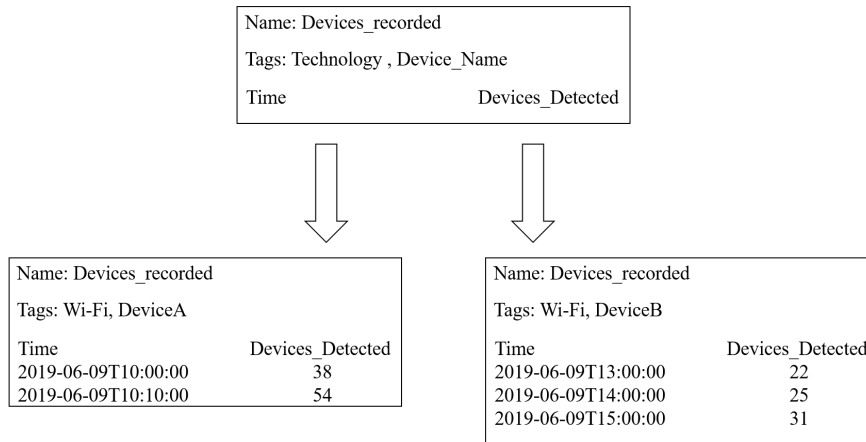 Name: Devices_recorded
Tags: Technology , Device_Name
Time Devices_Detected
Name: Devices_recorded
Tags: Wi-Fi, DeviceA
Time Devices_Detected
2019-06-09T10:00:00 38
2019-06-09T10:10:00 54
Name: Devices_recorded
Tags: Wi-Fi, DeviceB
Time Devices_Detected
2019-06-09T13:00:00 22
2019-06-09T14:00:00 25
2019-06-09T15:00:00 31